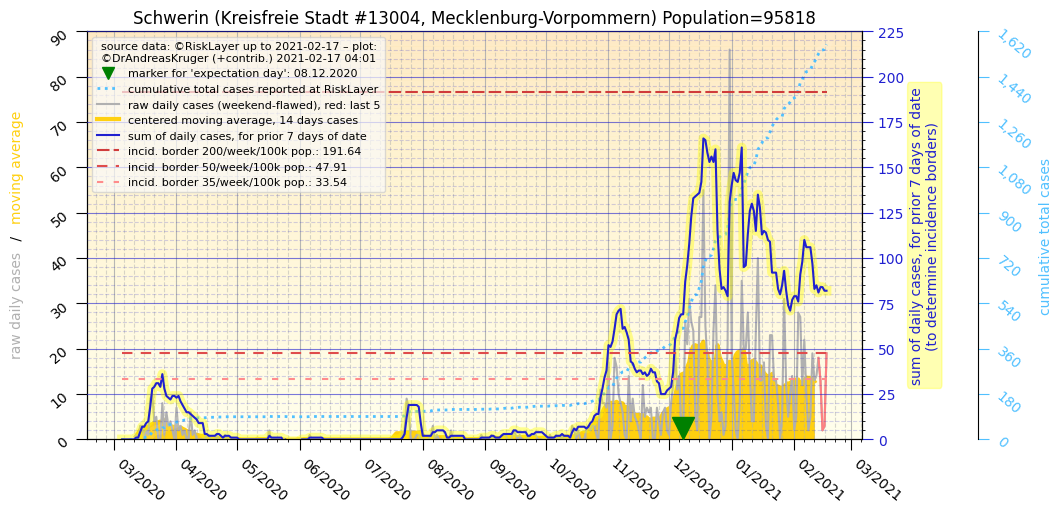 Schwerin (Kreisfreie Stadt #13004, Mecklenburg-Vorpommern) Population=95818
source data: ©RiskLayer up to 2021-02-17 – plot:
©DrAndreasKruger (+contrib.) 2021-02-17 04:01
marker for 'expectation day': 08.12.2020
cumulative total cases reported at RiskLayer
raw daily cases (weekend-flawed), red: last 5
centered moving average, 14 days cases
sum of daily cases, for prior 7 days of date
incid. border 200/week/100k pop.: 191.64
incid. border 50/week/100k pop.: 47.91
incid. border 35/week/100k pop.: 33.54
raw daily cases / moving average
90
80
70
60
50
40
30
20
10
0
225
200
175
150
125
100
75
50
25
0
sum of daily cases, for prior 7 days of date
(to determine incidence borders)
1,620
1,440
1,260
1,080
900
720
540
360
180
0
cumulative total cases
03/2020
04/2020
05/2020
06/2020
07/2020
08/2020
09/2020
10/2020
11/2020
12/2020
01/2021
02/2021
03/2021